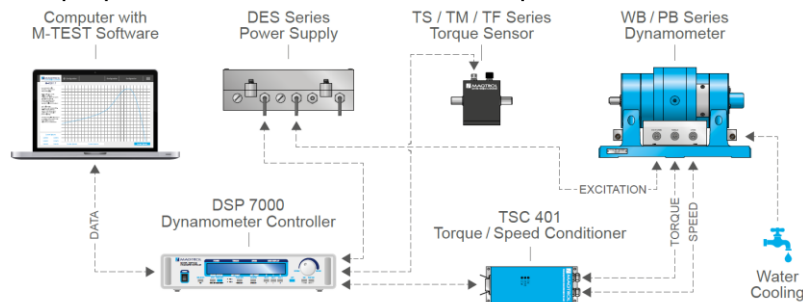 Computer with
M-TEST Software
DES Series
Power Supply
TS / TM / TF Series
Torque Sensor
WB / PB Series
Dynamometer
MAGTROL
EXCITATION
DATA
DSP 7000
Dynamometer Controller
TSC 401
Torque / Speed Conditioner
TORQUE
SPEED
Water
Cooling